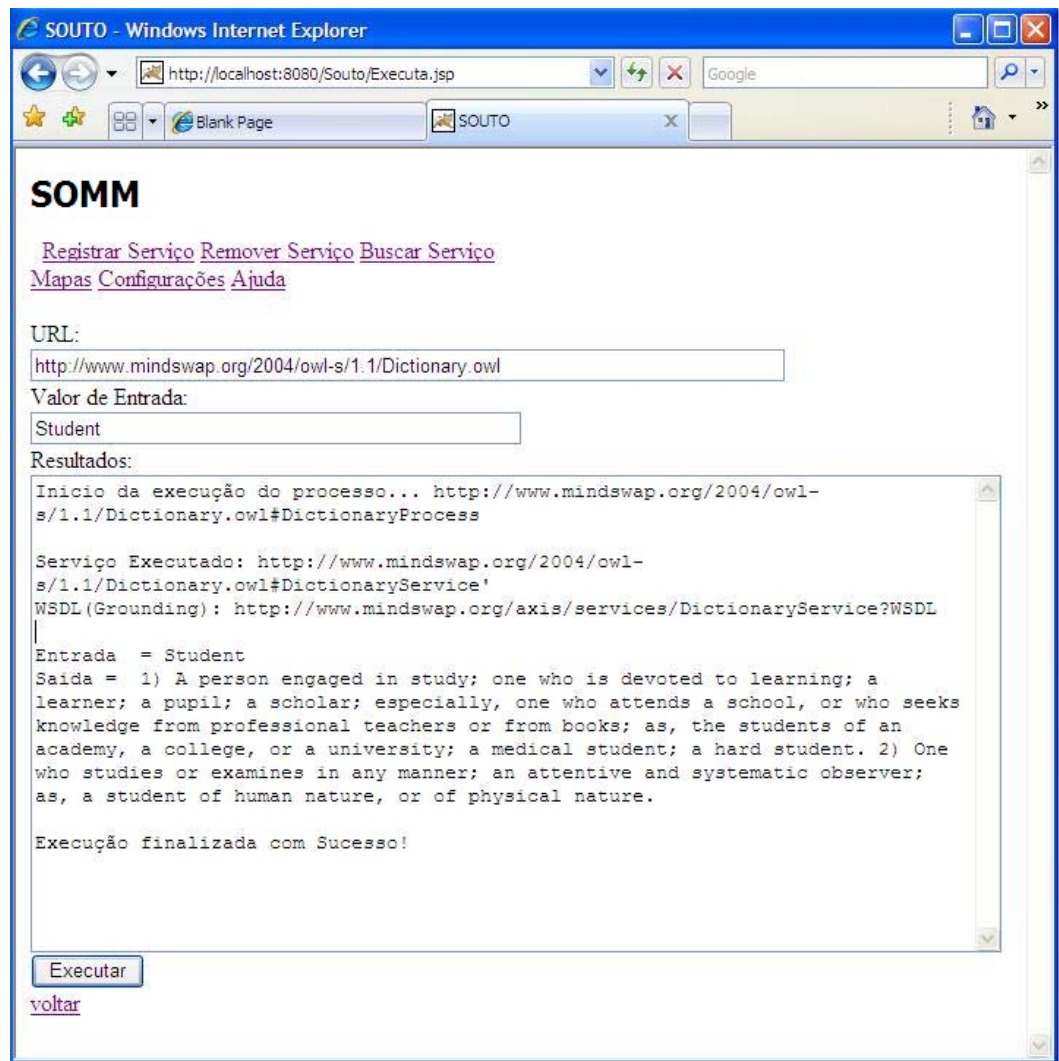 SOUTO - Windows Internet Explorer
http://localhost:8080/Souto/Executa.jsp
Google
Blank Page
SOUTO
SOMM
Registrar Serviço Remover Serviço Buscar Serviço
Mapas Configurações Ajuda
URL:
http://www.mindswap.org/2004/owl-s/1.1/Dictionary.owl
Valor de Entrada:
Student
Resultados:
Inicio da execução do processo... http://www.mindswap.org/2004/owl-
s/1.1/Dictionary.owl#DictionaryProcess
Serviço Executado: http://www.mindswap.org/2004/owl-
s/1.1/Dictionary.owl#DictionaryService'
WSDL(Grounding): http://www.mindswap.org/axis/services/DictionaryService?WSDL
Entrada  = Student
Saida =  1) A person engaged in study; one who is devoted to learning; a
learner; a pupil; a scholar; especially, one who attends a school, or who seeks
knowledge from professional teachers or from books; as, the students of an
academy, a college, or a university; a medical student; a hard student. 2) One
who studies or examines in any manner; an attentive and systematic observer;
as, a student of human nature, or of physical nature.
Execução finalizada com Sucesso!
Executar
voltar